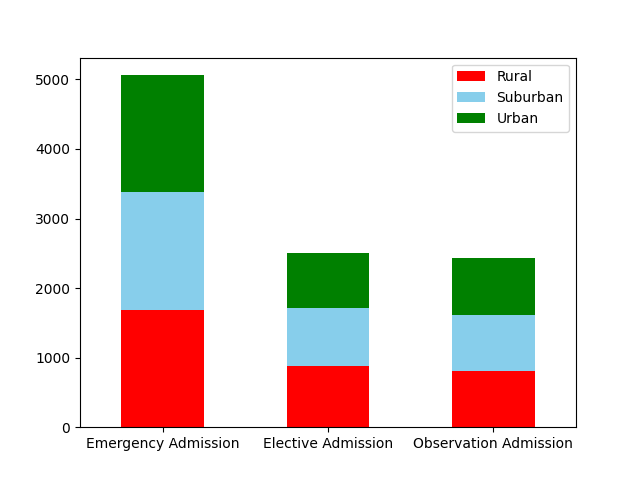 5000
4000
3000
2000
1000
0
Rural
Suburban
Urban
Emergency Admission
Elective Admission
Observation Admission